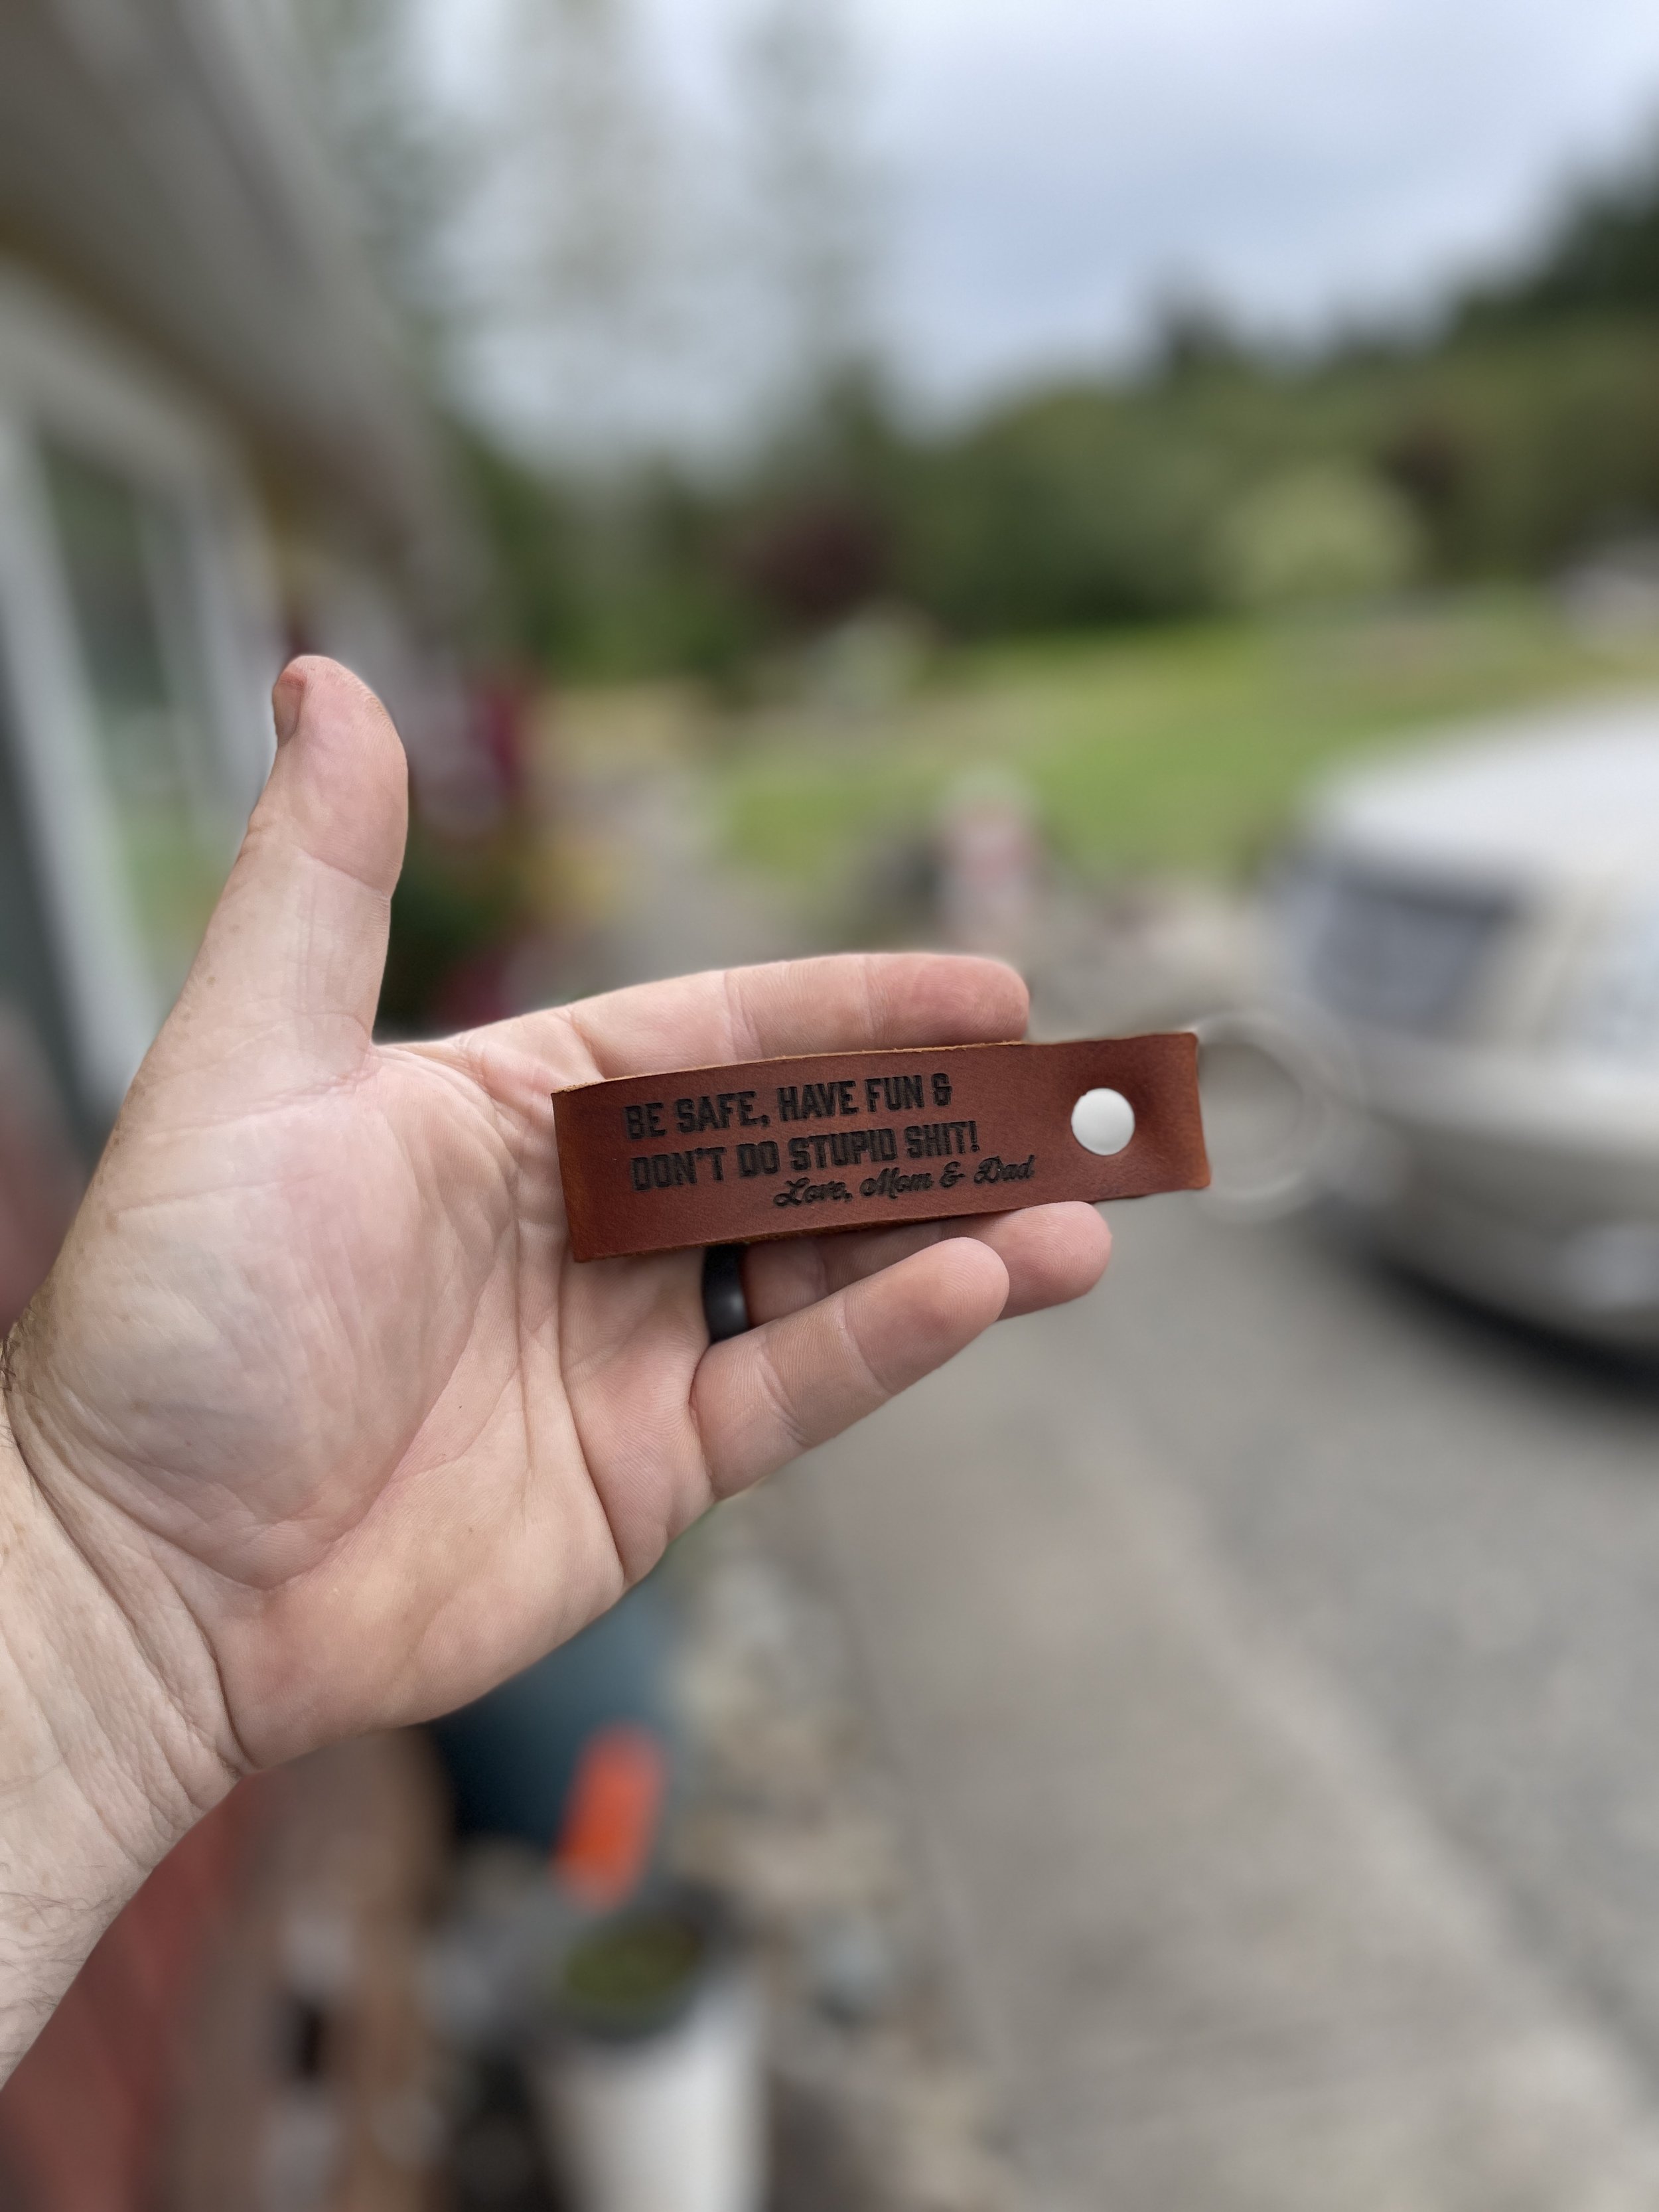 BE SAFE, HAVE FUN &
DON'T DO STUPID SHIT!
Love, Mom & Dad